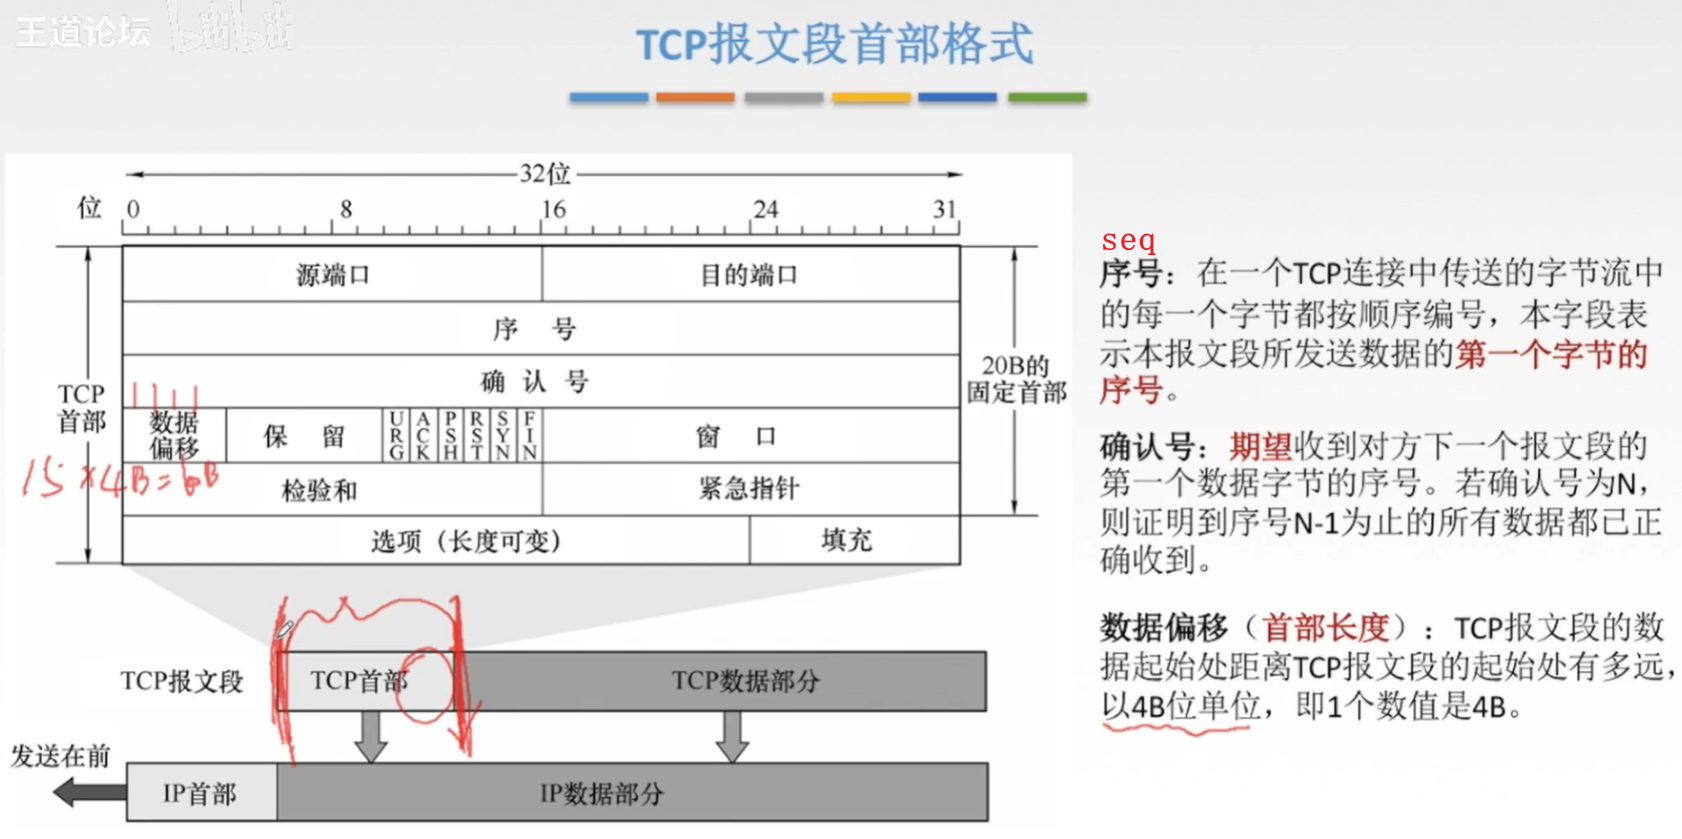 王道论坛 bilibili
TCP报文段首部格式
32位
位 0 8 16 24 31
源端口 目的端口
序 号
确 认 号
TCP
首部
20B的
固定首部
1 1 1 1
数据
偏移
保 留
URG
ACK
PSH
RST
SYN
FIN
窗 口
15×4B=60B
检验和 紧急指针
选项（长度可变） 填充
TCP报文段 TCP首部 TCP数据部分
发送在前
IP首部 IP数据部分
seq
序号：在一个TCP连接中传送的字节流中
的每一个字节都按顺序编号，本字段表
示本报文段所发送数据的第一个字节的
序号。
确认号：期望收到对方下一个报文段的
第一个数据字节的序号。若确认号为N，
则证明到序号N-1为止的所有数据都已正
确收到。
数据偏移（首部长度）：TCP报文段的数
据起始处距离TCP报文段的起始处有多远，
以4B位单位，即1个数值是4B。